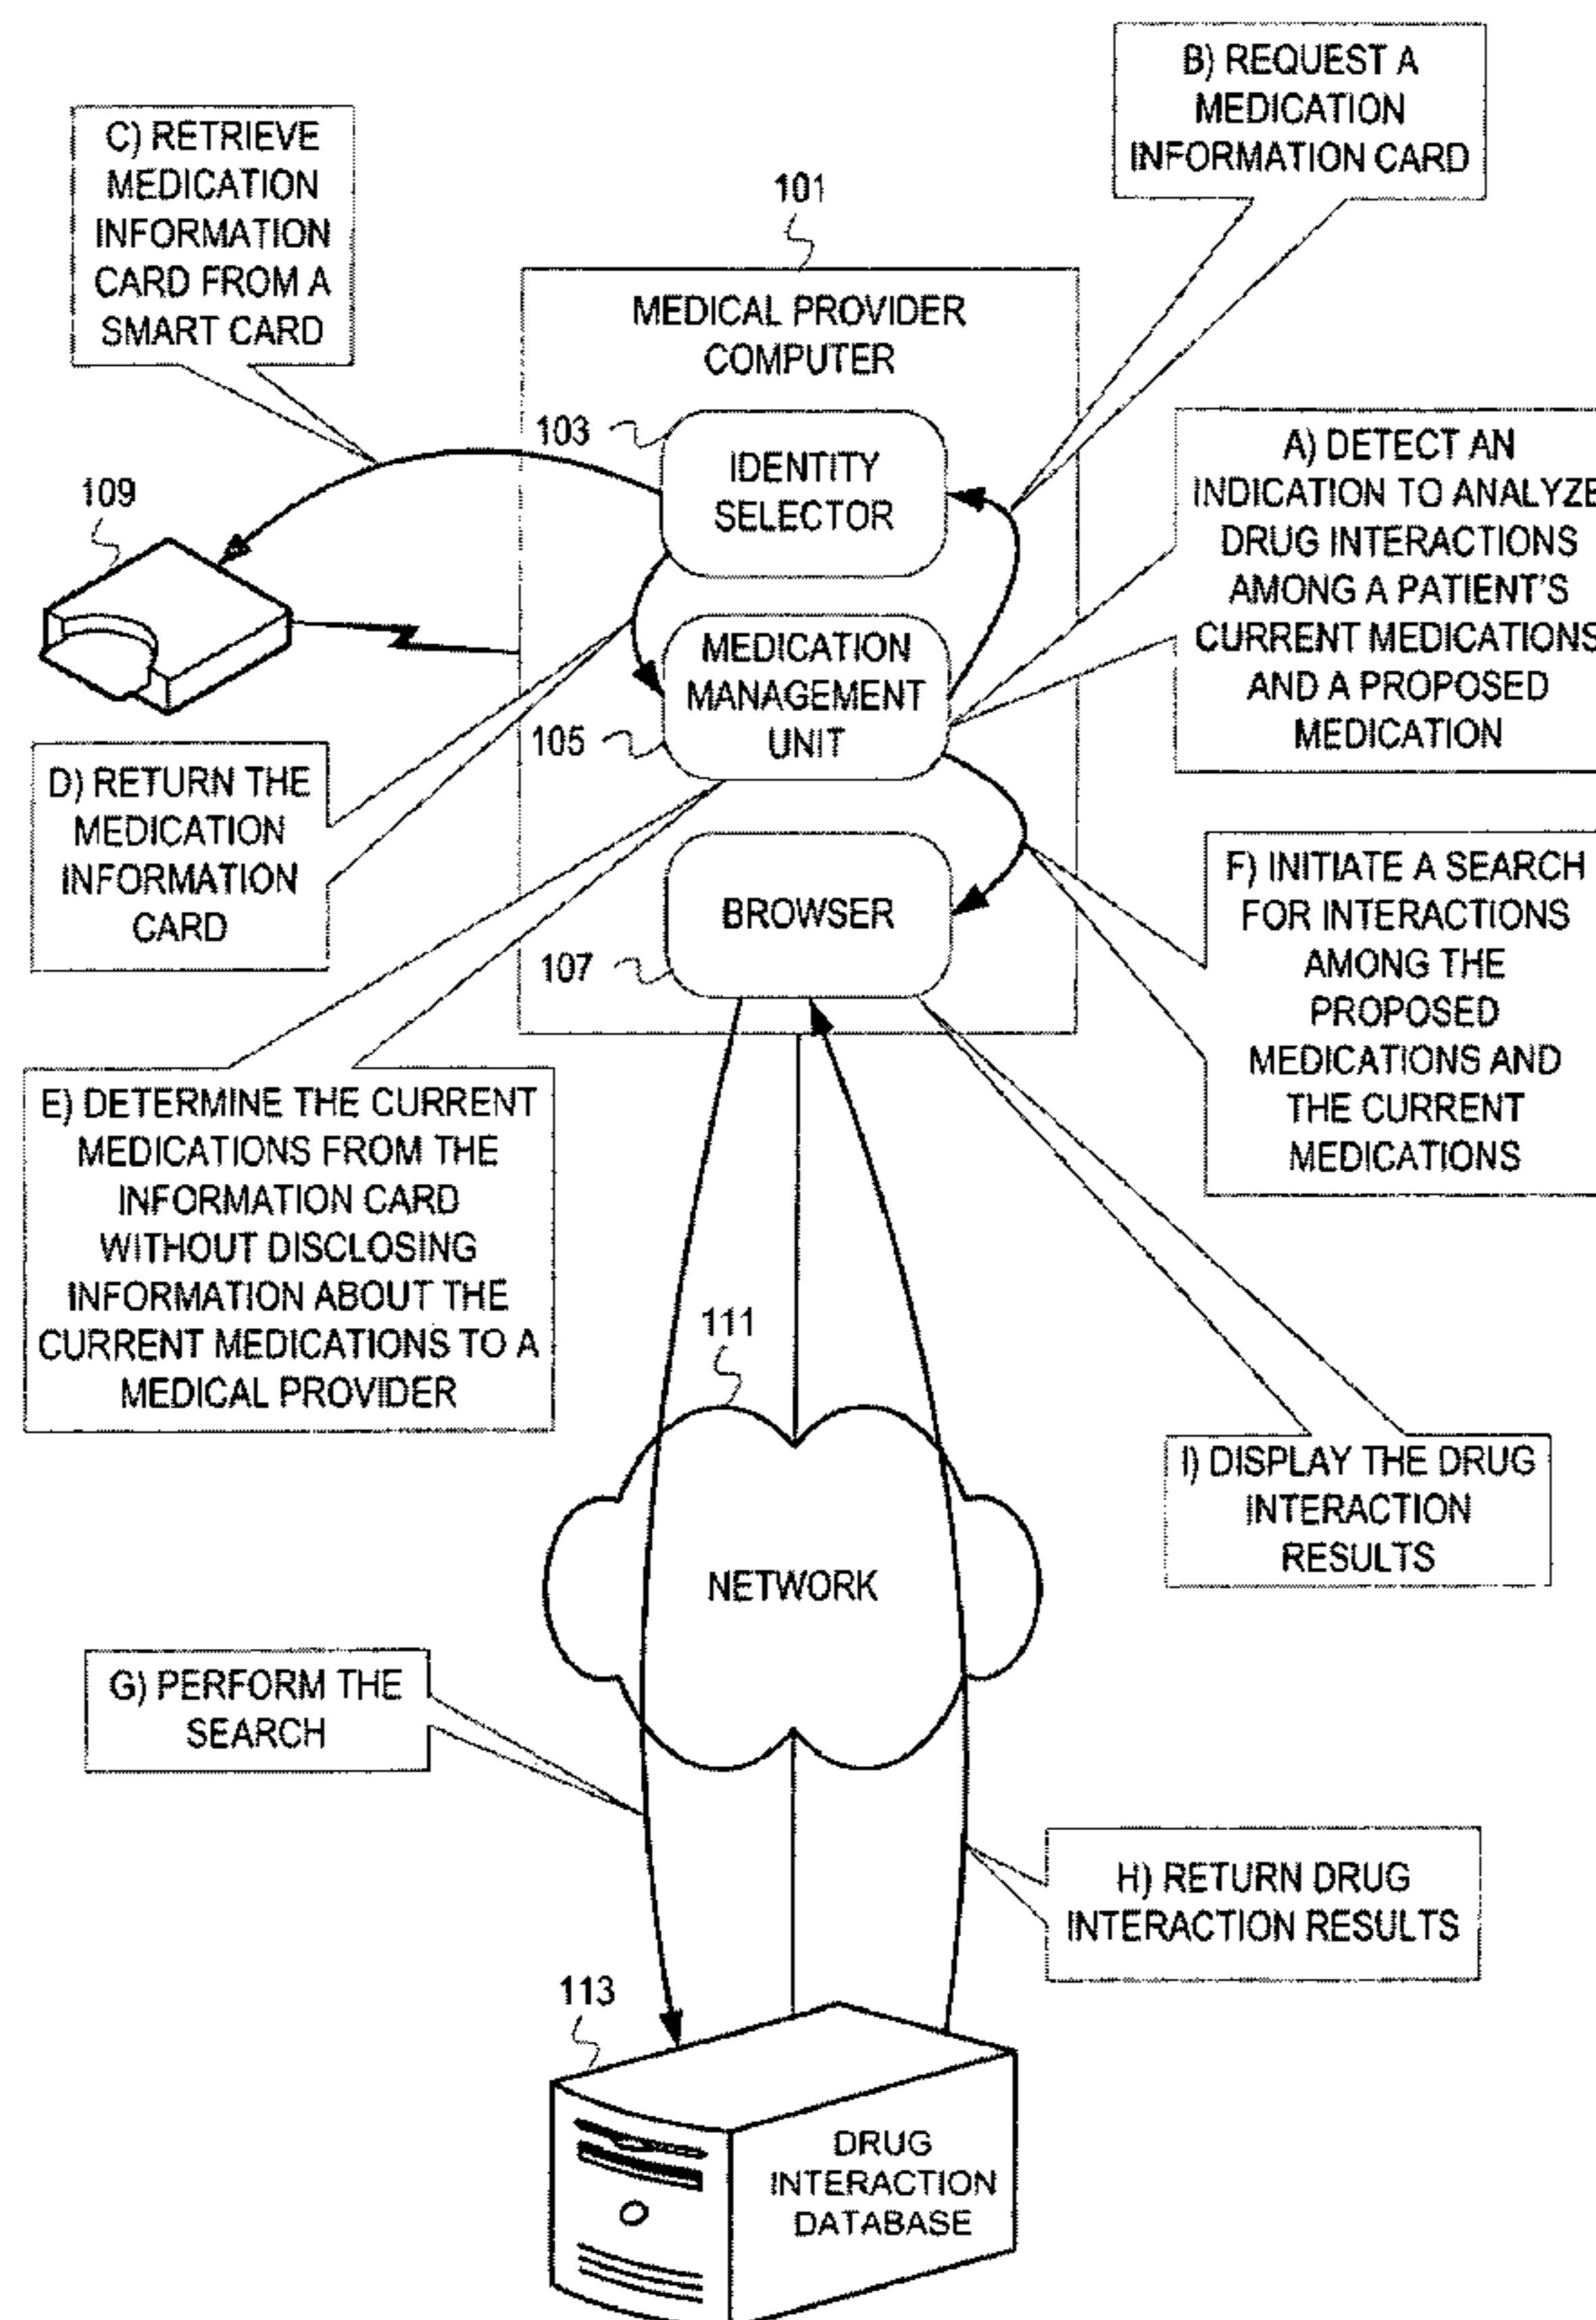 B) REQUEST A
MEDICATION
INFORMATION CARD
C) RETRIEVE
MEDICATION
INFORMATION
CARD FROM A
SMART CARD
101
MEDICAL PROVIDER
COMPUTER
103
IDENTITY
SELECTOR
A) DETECT AN
INDICATION TO ANALYZE
DRUG INTERACTIONS
AMONG A PATIENT'S
CURRENT MEDICATIONS
AND A PROPOSED
MEDICATION
109
MEDICATION
MANAGEMENT
UNIT
105
D) RETURN THE
MEDICATION
INFORMATION
CARD
BROWSER
107
F) INITIATE A SEARCH
FOR INTERACTIONS
AMONG THE
PROPOSED
MEDICATIONS AND
THE CURRENT
MEDICATIONS
E) DETERMINE THE CURRENT
MEDICATIONS FROM THE
INFORMATION CARD
WITHOUT DISCLOSING
INFORMATION ABOUT THE
CURRENT MEDICATIONS TO A
MEDICAL PROVIDER
111
NETWORK
I) DISPLAY THE DRUG
INTERACTION
RESULTS
G) PERFORM THE
SEARCH
H) RETURN DRUG
INTERACTION RESULTS
113
DRUG
INTERACTION
DATABASE